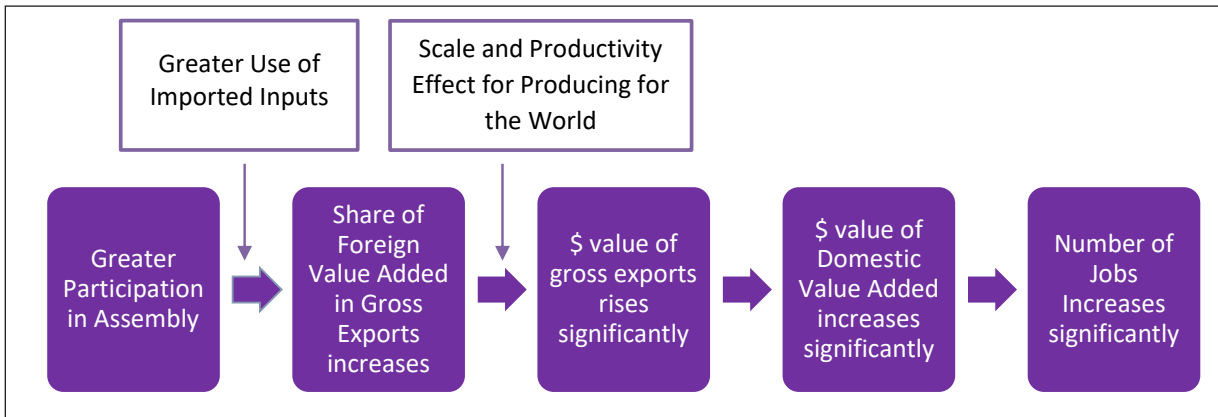 Greater Use of
Imported Inputs
Scale and Productivity
Effect for Producing for
the World
Greater
Participation
in Assembly
Share of
Foreign
Value Added
in Gross
Exports
increases
$ value of
gross exports
rises
significantly
$ value of
Domestic
Value Added
increases
significantly
Number of
Jobs
Increases
significantly